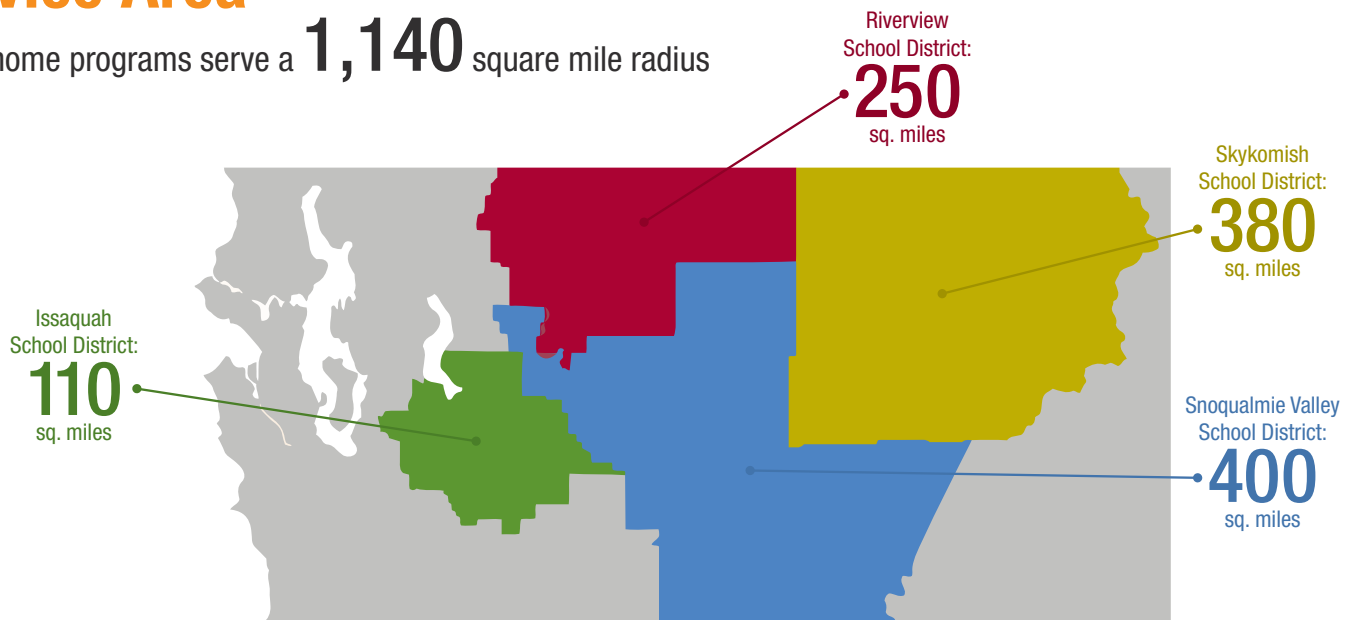 Area
home programs serve a 1,140 square mile radius
Riverview
School District:
250
sq. miles
Skykomish
School District:
380
sq. miles
Issaquah
School District:
110
sq. miles
Snoqualmie Valley
School District:
400
sq. miles